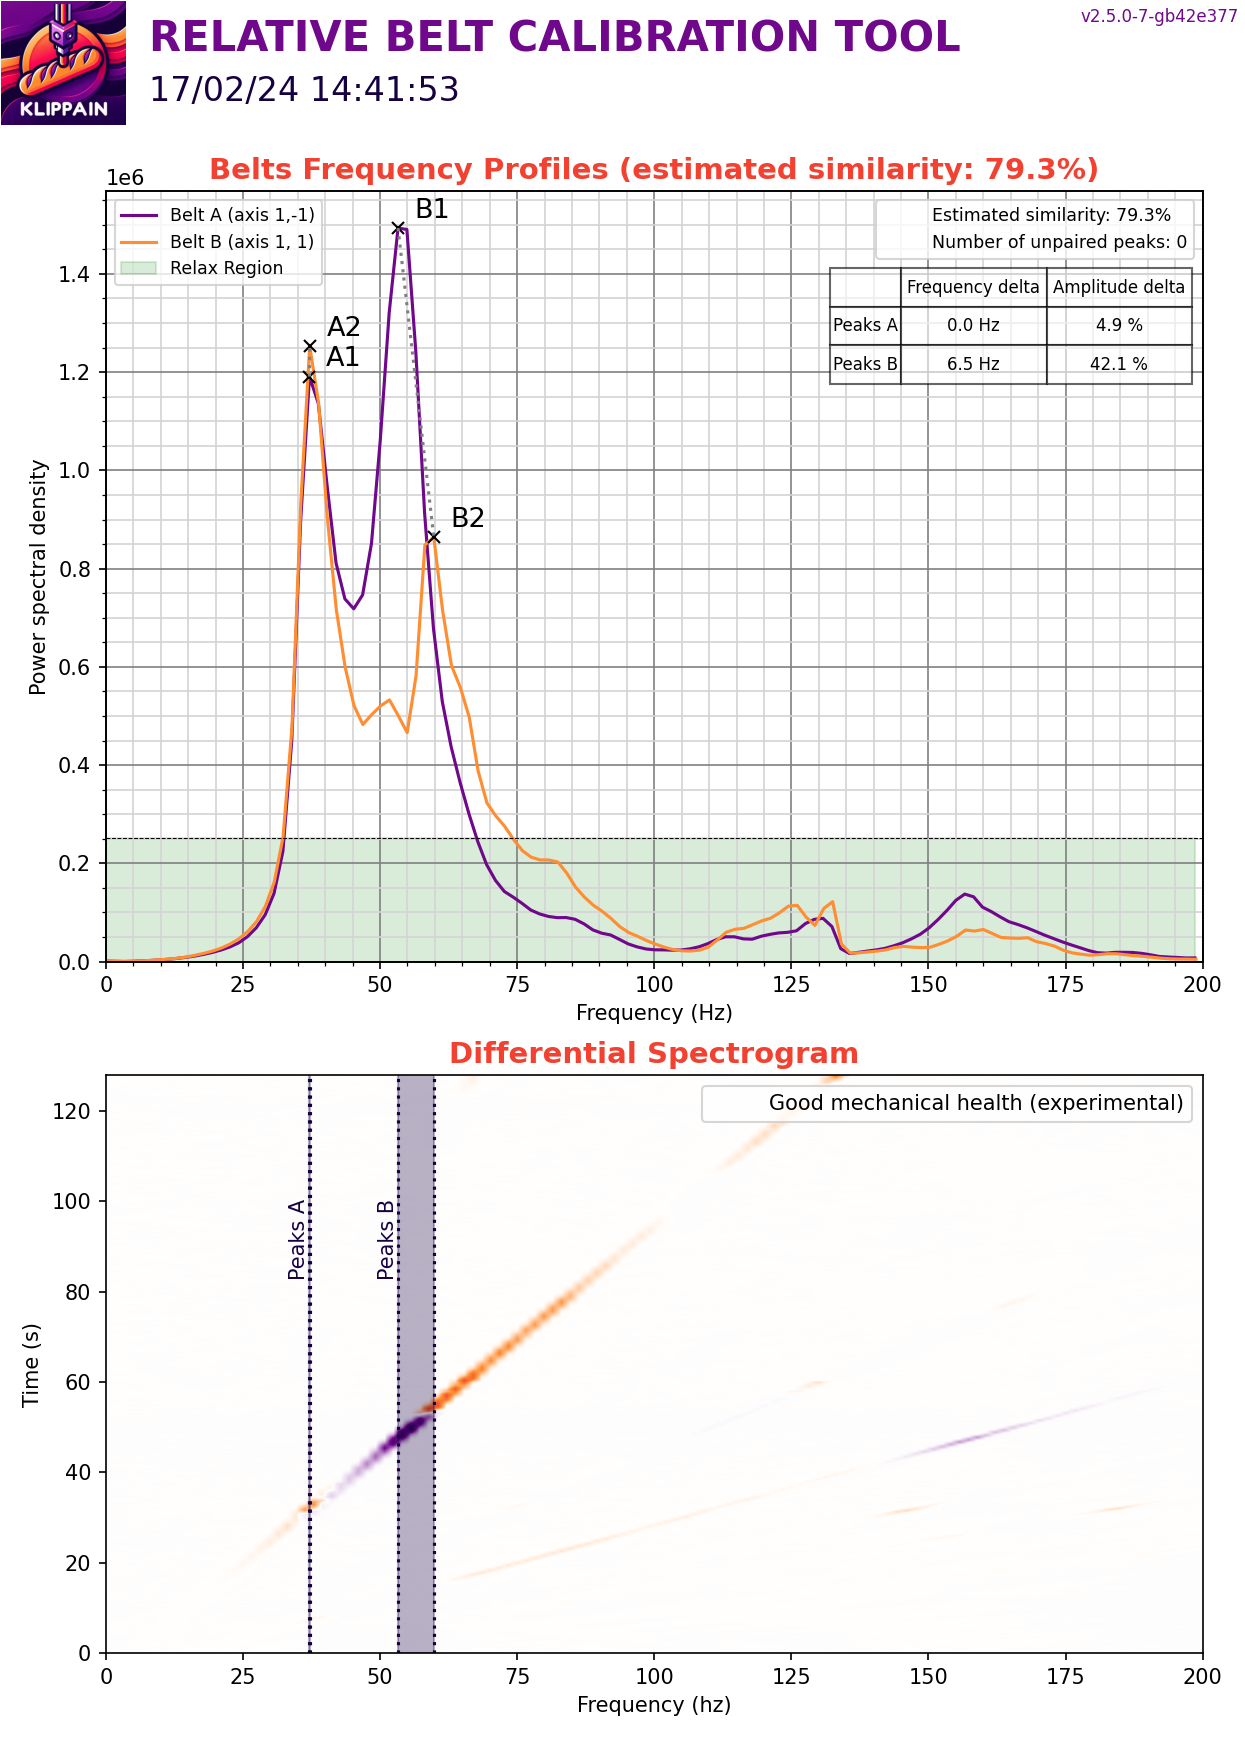 v2.5.0-7-gb42e377
RELATIVE BELT CALIBRATION TOOL
17/02/24 14:41:53
KLIPPAIN
Belts Frequency Profiles (estimated similarity: 79.3%)
1e6
Belt A (axis 1,-1)
Belt B (axis 1, 1)
Relax Region
Estimated similarity: 79.3%
Number of unpaired peaks: 0
Frequency delta Amplitude delta
Peaks A 0.0 Hz 4.9 %
Peaks B 6.5 Hz 42.1 %
B1
A2
A1
B2
Power spectral density
1.4
1.2
1.0
0.8
0.6
0.4
0.2
0.0
0 25 50 75 100 125 150 175 200
Frequency (Hz)
Differential Spectrogram
Good mechanical health (experimental)
Peaks A
Peaks B
Time (s)
120
100
80
60
40
20
0
0 25 50 75 100 125 150 175 200
Frequency (hz)